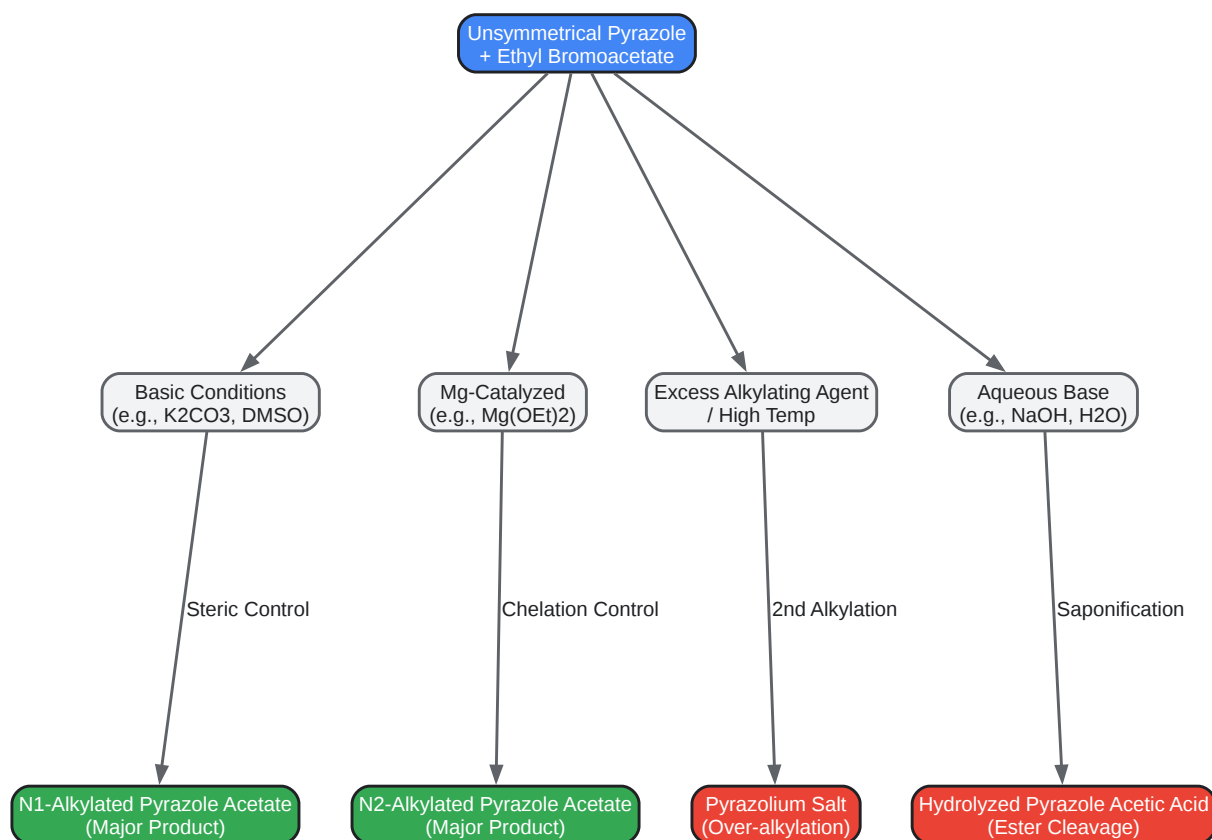 Unsymmetrical Pyrazole
+ Ethyl Bromoacetate
Basic Conditions
(e.g., K2CO3, DMSO)
Mg-Catalyzed
(e.g., Mg(OEt)2)
Excess Alkylating Agent
/ High Temp
Aqueous Base
(e.g., NaOH, H2O)
Steric Control
Chelation Control
2nd Alkylation
Saponification
N1-Alkylated Pyrazole Acetate
(Major Product)
N2-Alkylated Pyrazole Acetate
(Major Product)
Pyrazolium Salt
(Over-alkylation)
Hydrolyzed Pyrazole Acetic Acid
(Ester Cleavage)